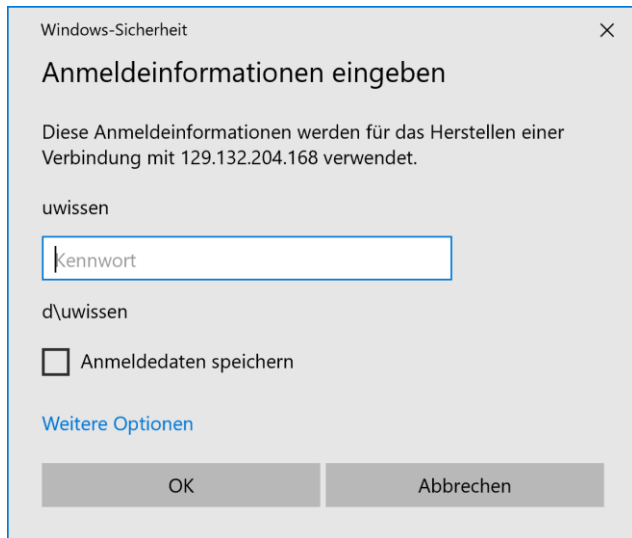 Windows-Sicherheit
Anmeldeinformationen eingeben
Diese Anmeldeinformationen werden für das Herstellen einer
Verbindung mit 129.132.204.168 verwendet.
uwissen
Kennwort
d\uwissen
Anmeldedaten speichern
Weitere Optionen
OK Abbrechen